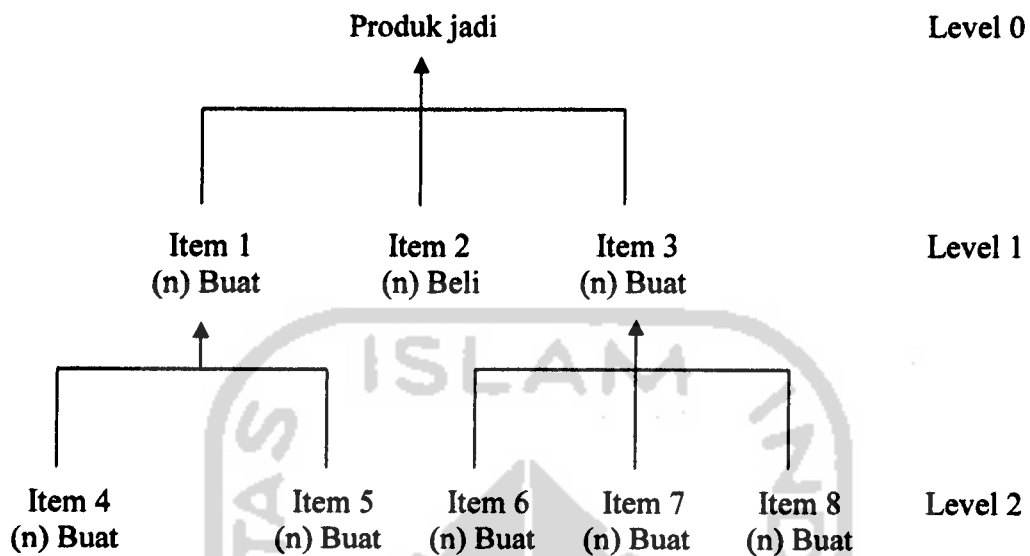 Produk jadi Level 0
Item 1 Item 2 Item 3 Level 1
(n) Buat (n) Beli (n) Buat
ISLAM
Item 4 Item 5 Item 6 Item 7 Item 8 Level 2
(n) Buat (n) Buat (n) Buat (n) Buat (n) Buat